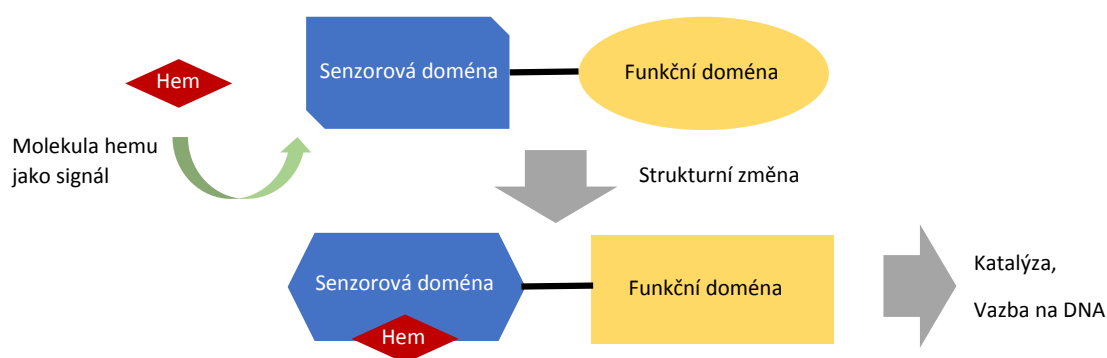 Hem
Senzorová doména
Funkční doména
Molekula hemu
jako signál
Strukturní změna
Senzorová doména
Funkční doména
Hem
Katalýza,
Vazba na DNA